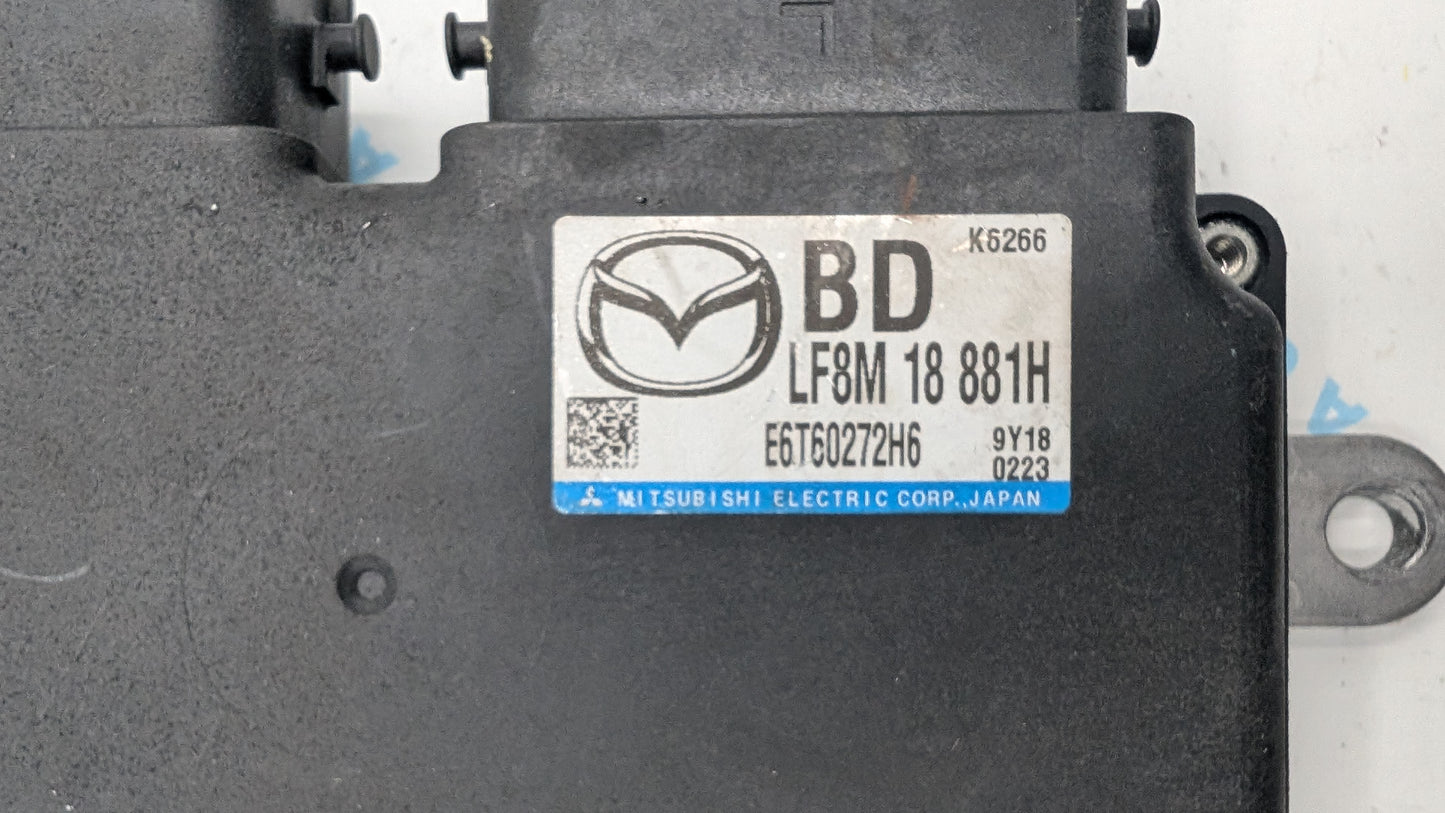 BD
K6266
LF8M 18 881H
E6T60272H6
9Y18
0223
MITSUBISHI ELECTRIC CORP.,JAPAN